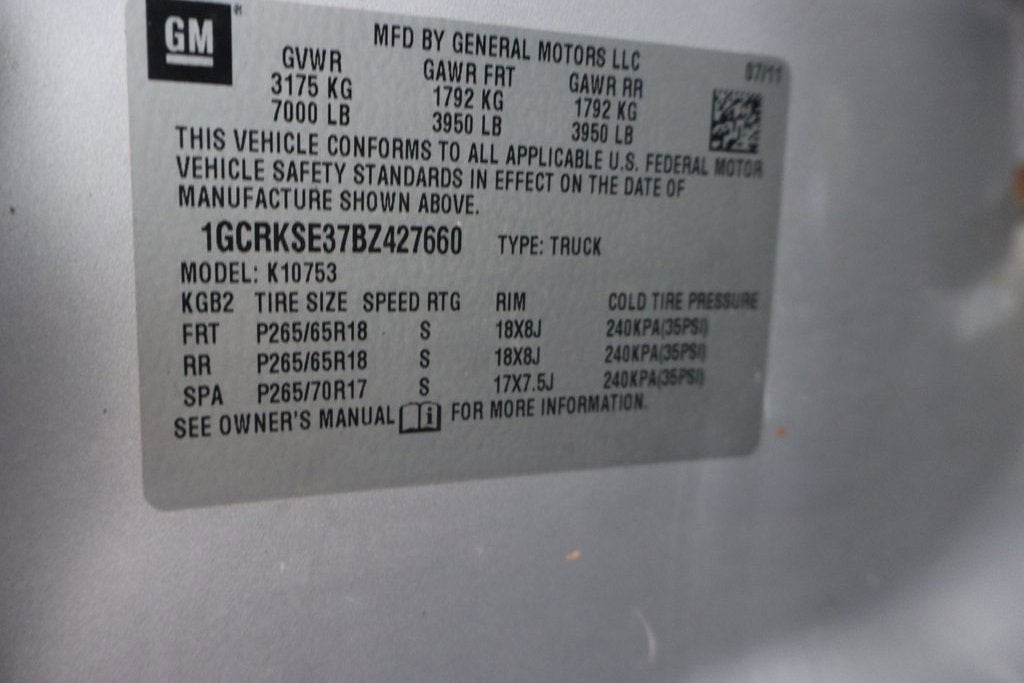 GM
MFD BY GENERAL MOTORS LLC
07/11
GVWR GAWR FRT GAWR RR
3175 KG 1792 KG 1792 KG
7000 LB 3950 LB 3950 LB
THIS VEHICLE CONFORMS TO ALL APPLICABLE U.S. FEDERAL MOTOR
VEHICLE SAFETY STANDARDS IN EFFECT ON THE DATE OF
MANUFACTURE SHOWN ABOVE.
1GCRKSE37BZ427660 TYPE: TRUCK
MODEL: K10753
KGB2 TIRE SIZE SPEED RTG RIM COLD TIRE PRESSURE
FRT P265/65R18 S 18X8J 240KPA(35PSI)
RR P265/65R18 S 18X8J 240KPA(35PSI)
SPA P265/70R17 S 17X7.5J 240KPA(35PSI)
SEE OWNER'S MANUAL FOR MORE INFORMATION.